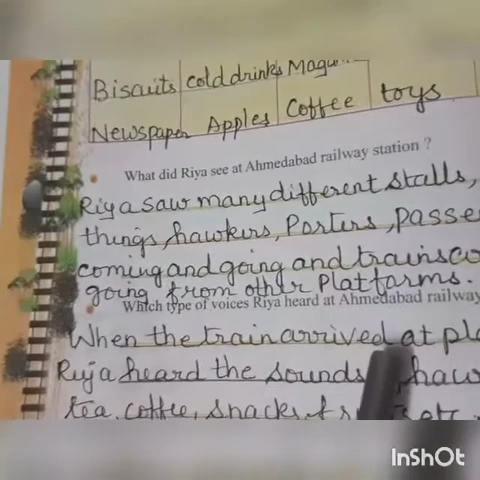 Biscuits cold drinks
Newspaper Apples Coffee toys
What did Riya see at Ahmedabad railway station ?
Riya saw many different stalls,
things, hawkers, Porters,
coming and going and trains
going from other Platforms.
Which type of voices Riya heard at Ahmedabad railway
When the train arrived at
Riya heard the sounds
tea, coffee, snacks, etc
InShOt